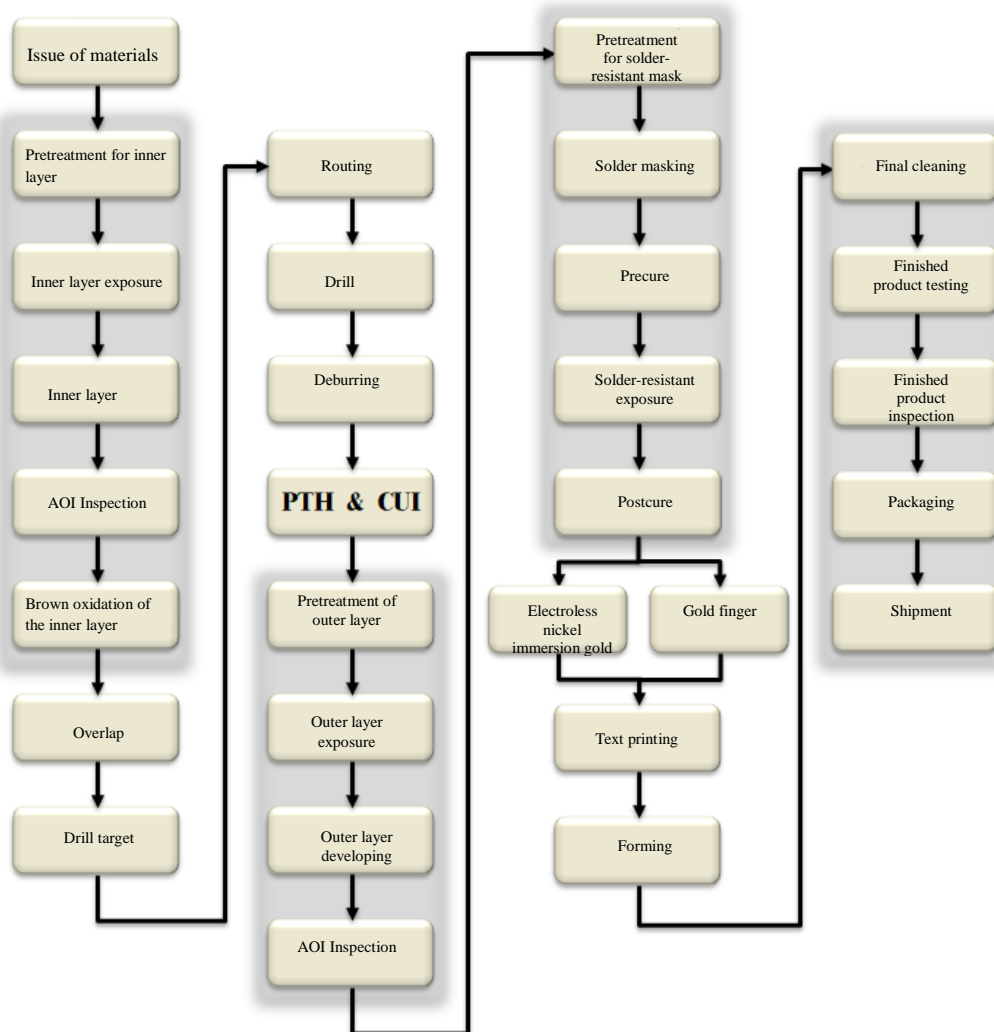 Issue of materials
Pretreatment for inner
layer
Inner layer exposure
Inner layer
AOI Inspection
Brown oxidation of
the inner layer
Overlap
Drill target
Routing
Drill
Deburring
PTH & CUI
Pretreatment of
outer layer
Outer layer
exposure
Outer layer
developing
AOI Inspection
Pretreatment
for solder-
resistant mask
Solder masking
Precure
Solder-resistant
exposure
Postcure
Electroless
nickel
immersion gold
Gold finger
Text printing
Forming
Final cleaning
Finished
product testing
Finished
product
inspection
Packaging
Shipment